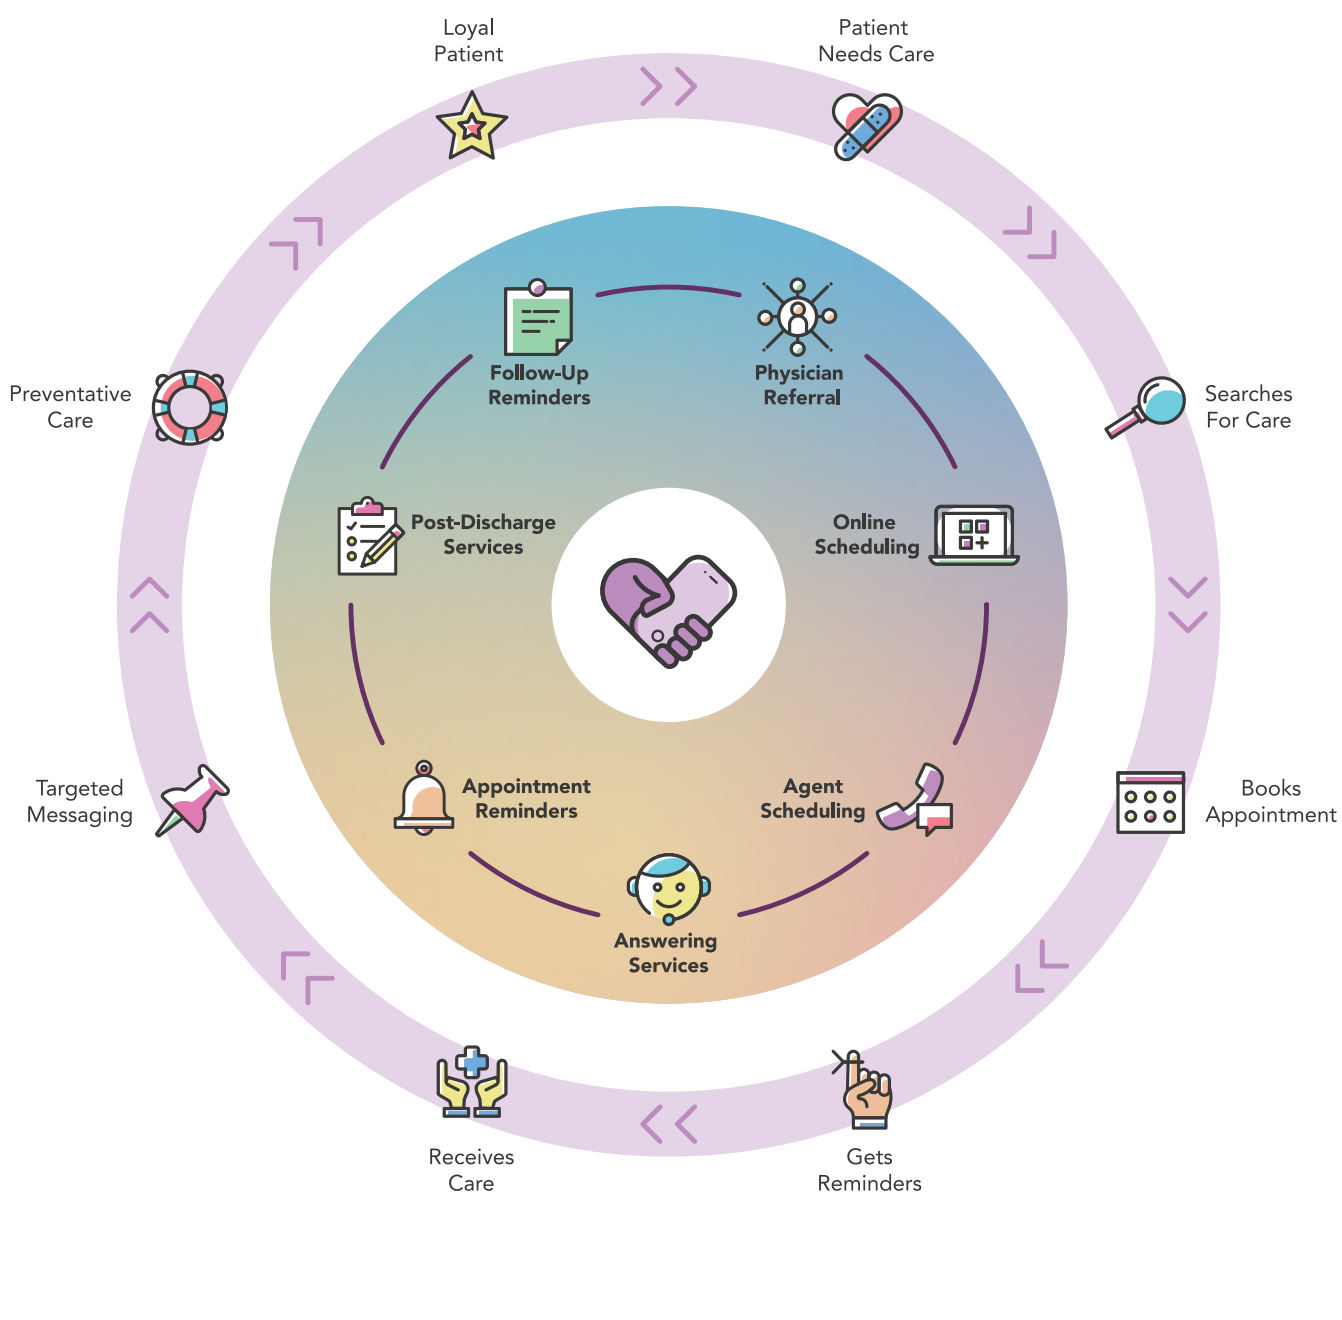 Loyal
Patient
Patient
Needs Care
Searches
For Care
Books
Appointment
Gets
Reminders
Receives
Care
Targeted
Messaging
Preventative
Care
Follow-Up
Reminders
Physician
Referral
Online
Scheduling
Agent
Scheduling
Answering
Services
Appointment
Reminders
Post-Discharge
Services